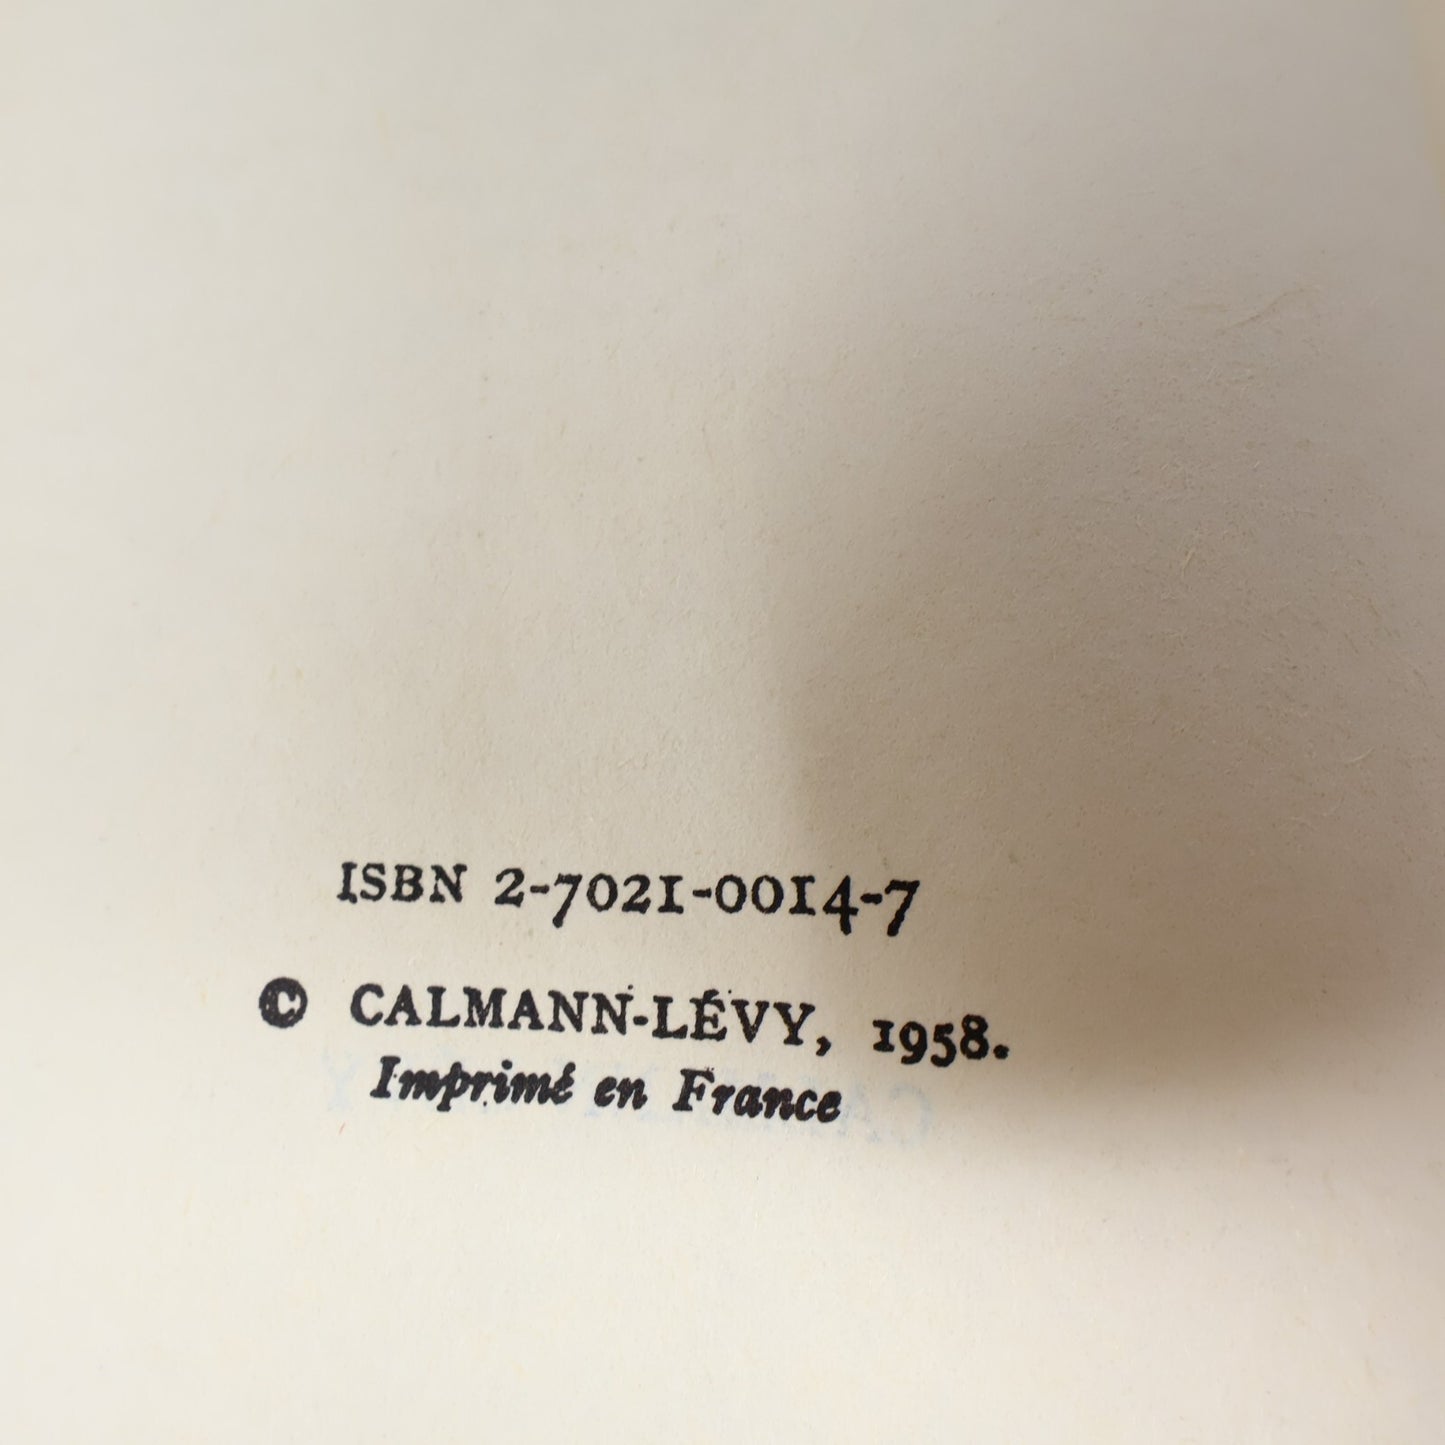 ISBN 2-7021-0014-7
© CALMANN-LÉVY, 1958.
Imprimé en France